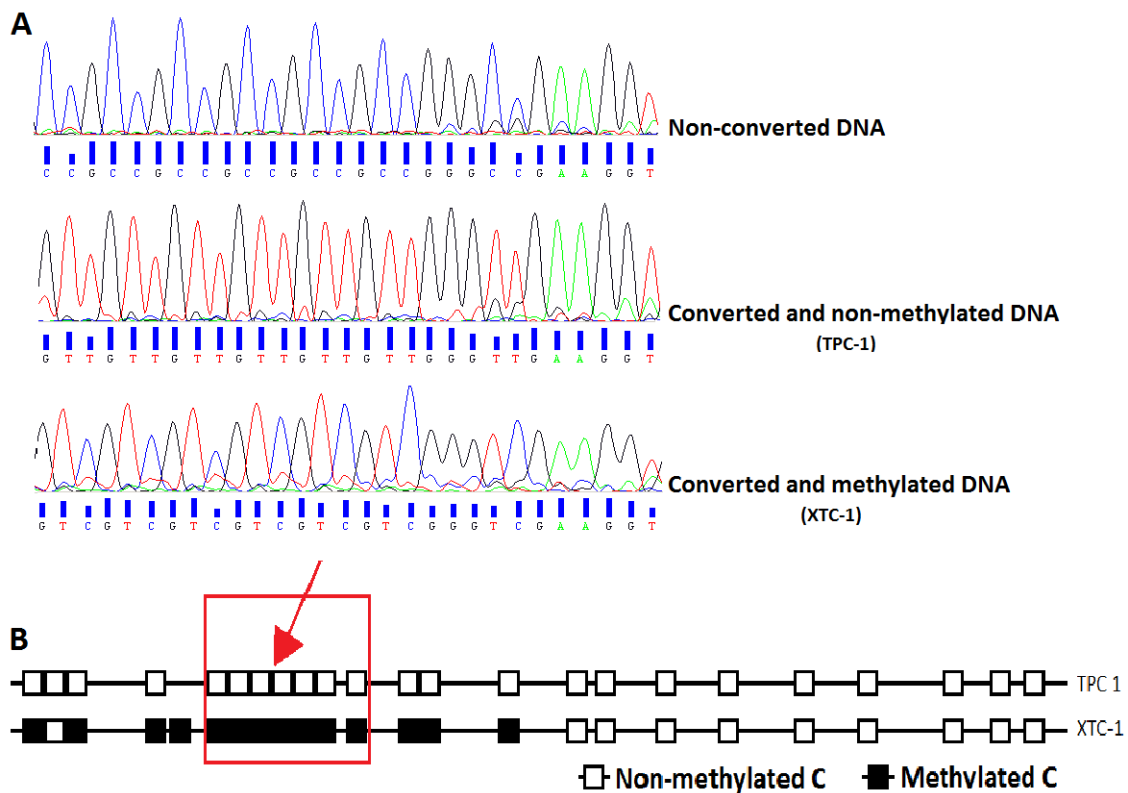 A
Non-converted DNA
C C G C C G C C G C C G C C G C C G G G C C G A A G G T
Converted and non-methylated DNA
(TPC-1)
G T T G T T G T T G T T G T T G T T G G G T T G A A G G T
Converted and methylated DNA
(XTC-1)
G T C G T C G T C G T C G T C G T C G G G T C G A A G G T
B
TPC 1
XTC-1
Non-methylated C
Methylated C